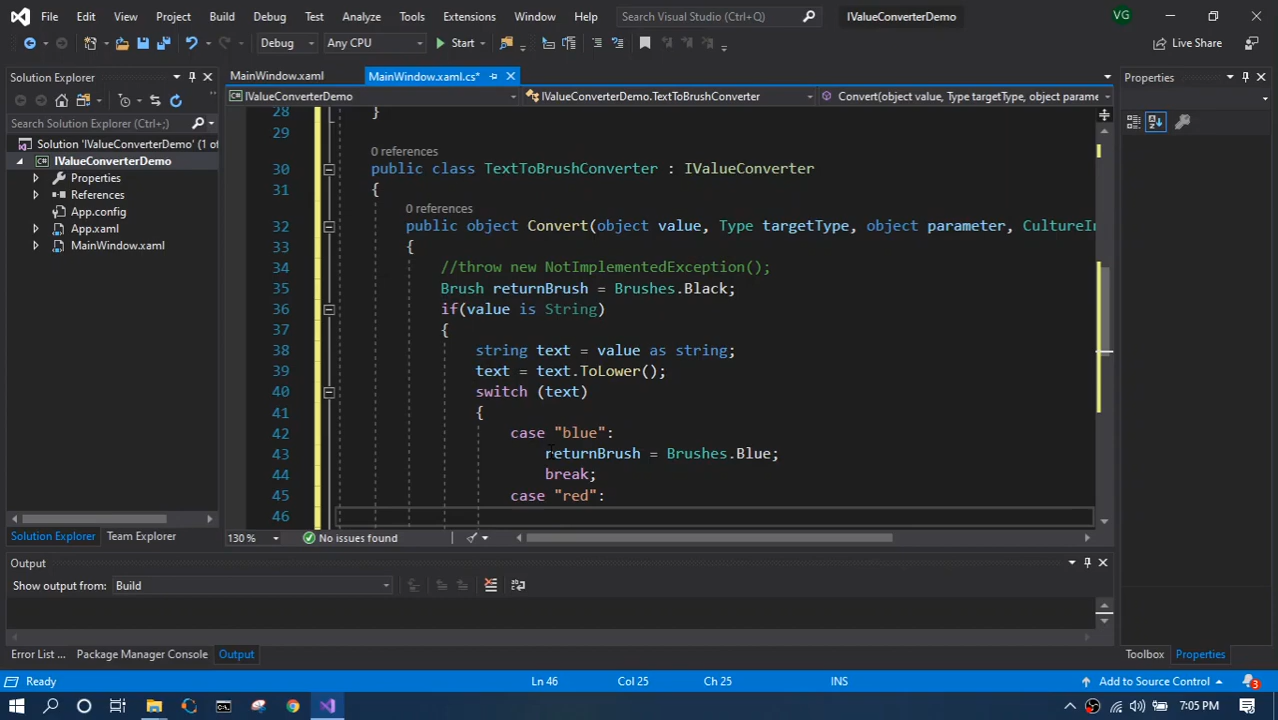 File Edit View Project Build Debug Test Analyze Tools Extensions Window Help Search Visual Studio (Ctrl+Q) IValueConverterDemo VG
Debug Any CPU Start Live Share
Solution Explorer MainWindow.xaml MainWindow.xaml.cs* Properties
IValueConverterDemo IValueConverterDemo.TextToBrushConverter Convert(object value, Type targetType, object parame
Search Solution Explorer (Ctrl+;)
Solution 'IValueConverterDemo' (1 of
IValueConverterDemo
Properties
References
App.config
App.xaml
MainWindow.xaml
Solution Explorer Team Explorer
28 }
29
0 references
30 public class TextToBrushConverter : IValueConverter
31 {
0 references
32 public object Convert(object value, Type targetType, object parameter, CultureIn
33 {
34 //throw new NotImplementedException();
35 Brush returnBrush = Brushes.Black;
36 if(value is String)
37 {
38 string text = value as string;
39 text = text.ToLower();
40 switch (text)
41 {
42 case "blue":
43 returnBrush = Brushes.Blue;
44 break;
45 case "red":
46
130 % No issues found
Output
Show output from: Build
Error List ... Package Manager Console Output Toolbox Properties
Ready Ln 46 Col 25 Ch 25 INS Add to Source Control 3
7:05 PM